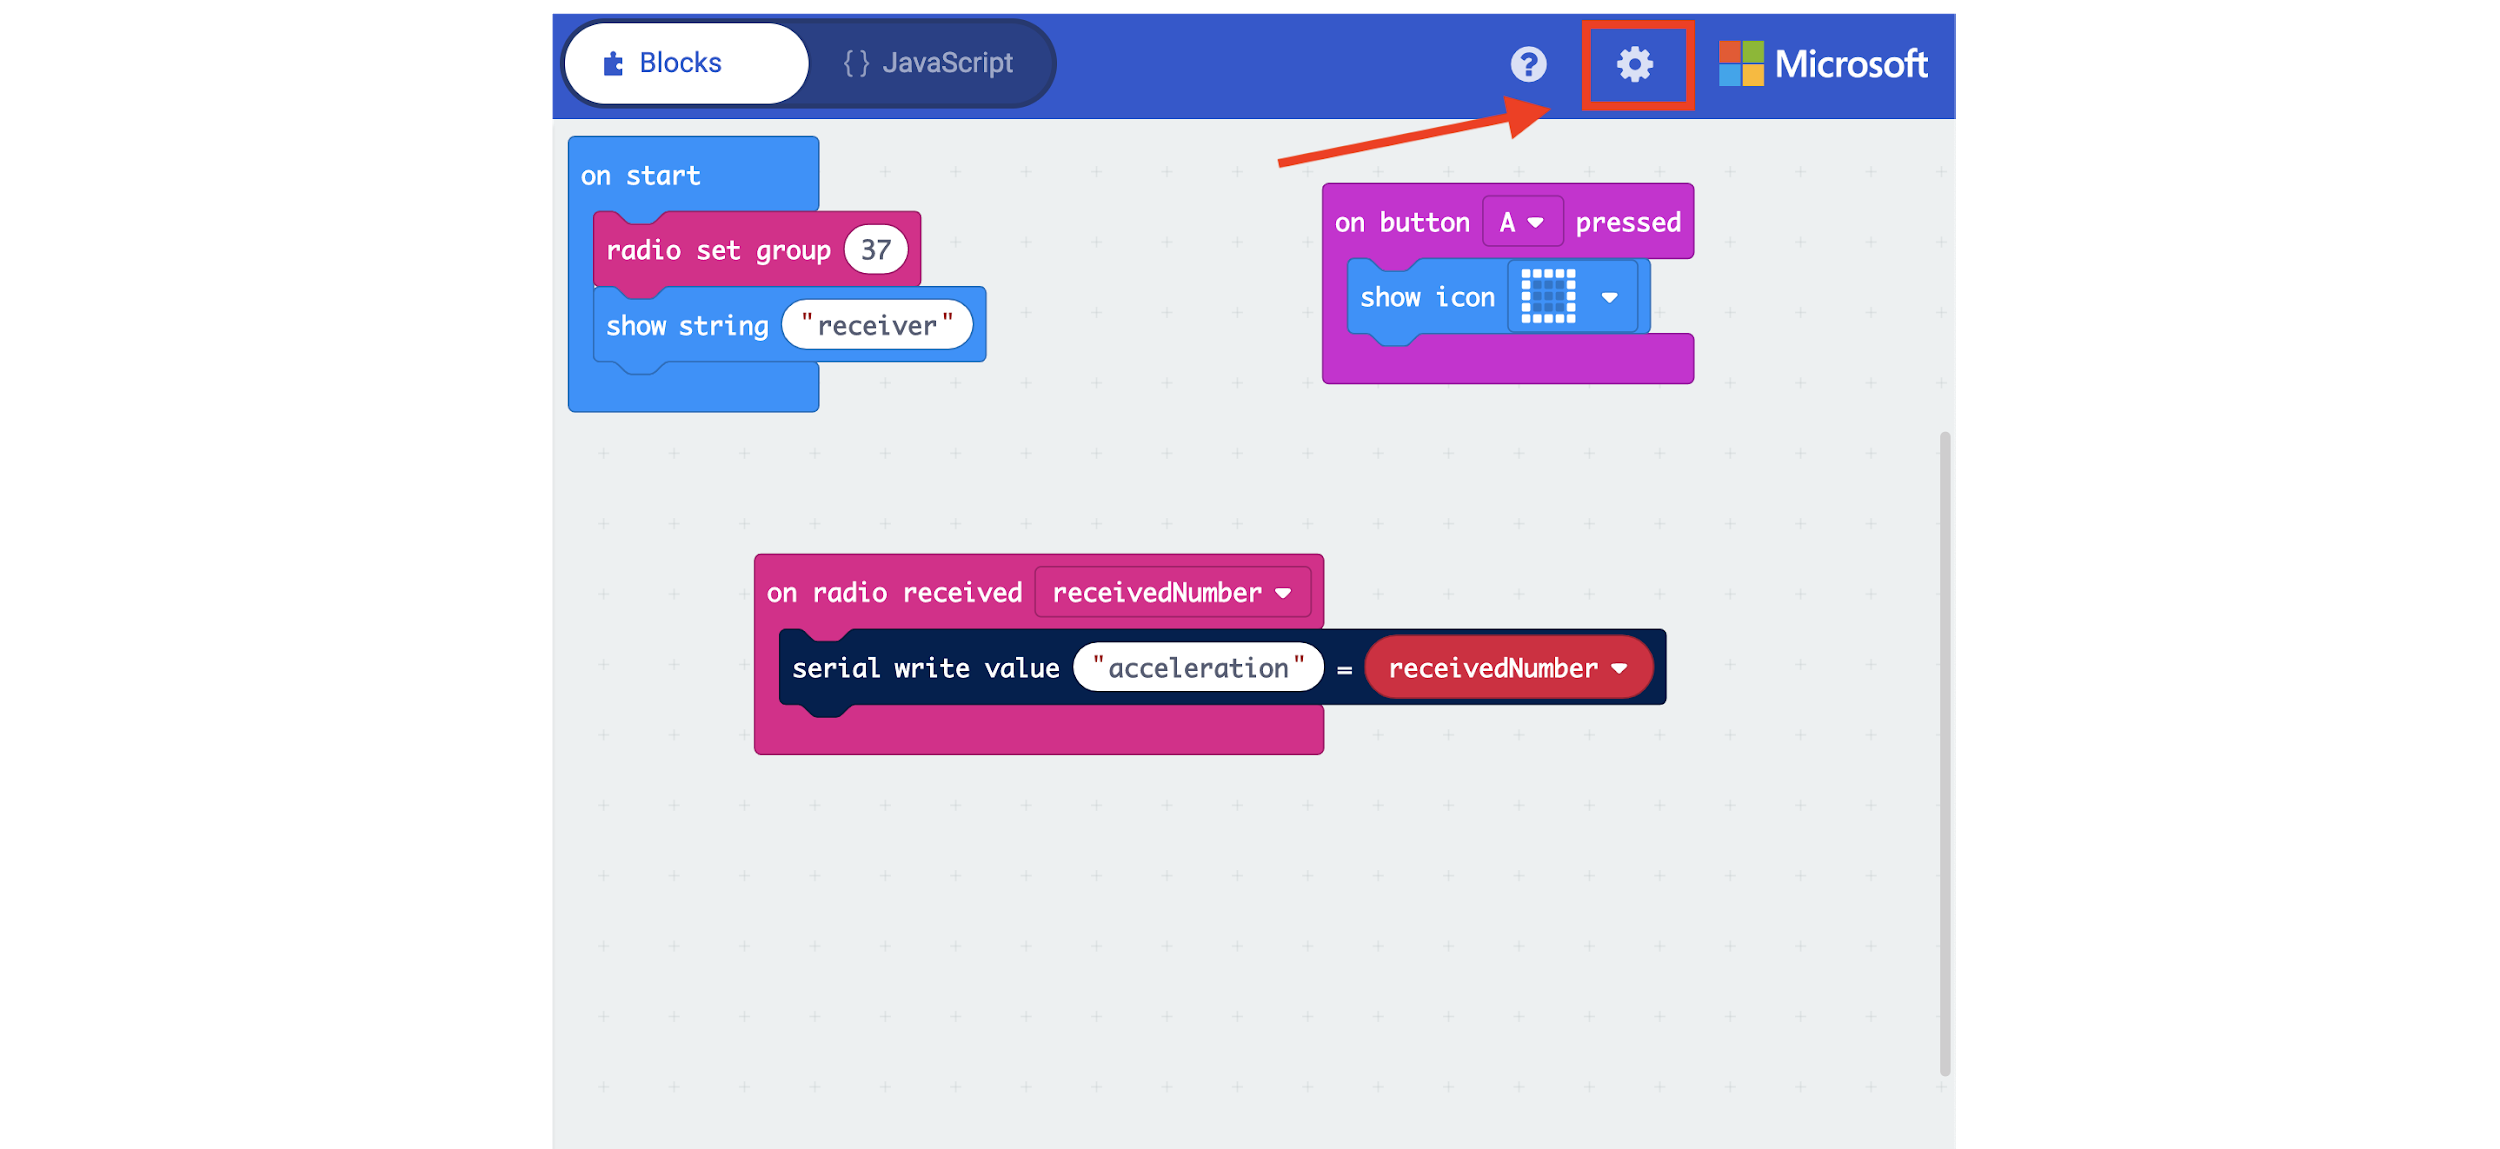 Blocks
{ } JavaScript
?
Microsoft
on start
radio set group 37
show string "receiver"
on button A pressed
show icon
on radio received receivedNumber
serial write value "acceleration" = receivedNumber